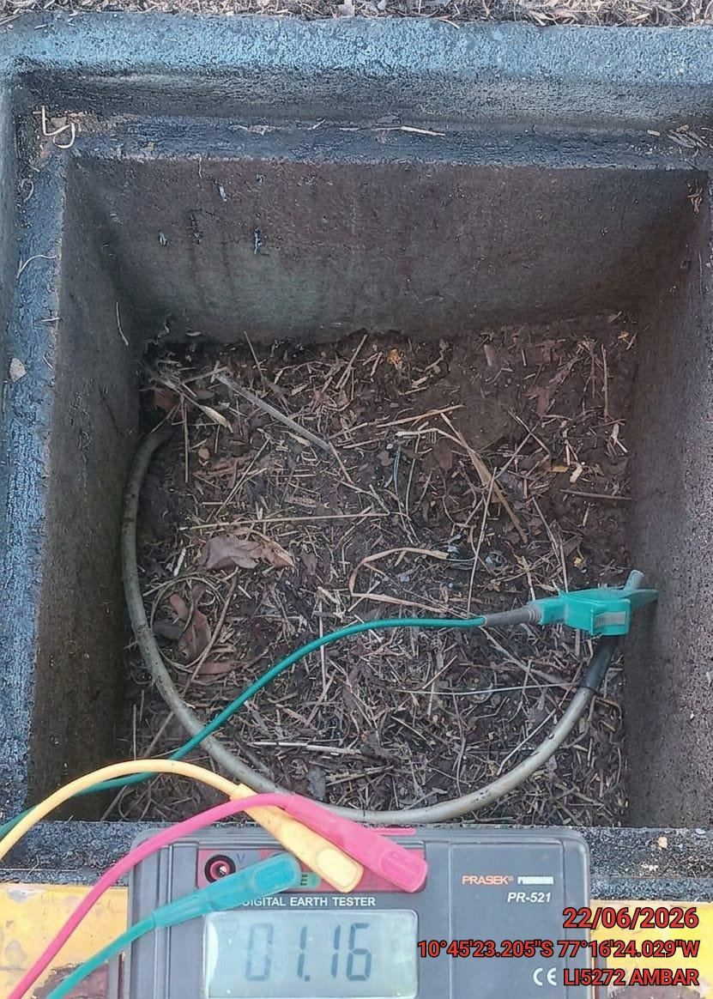 V
E
PRASEK® PREMIUM
PR-521
DIGITAL EARTH TESTER
01.16
CE
22/06/2026
10°45'23.205"S 77°16'24.029"W
LI5272 AMBAR